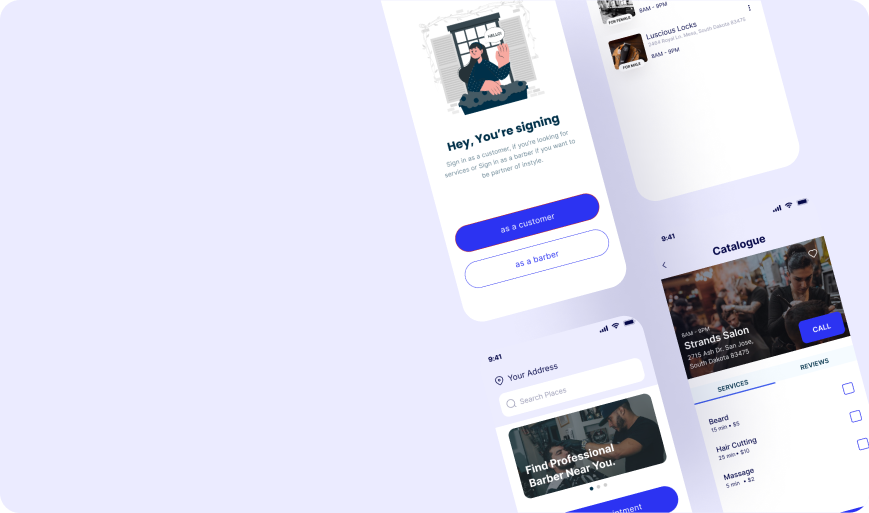 HELLO!
Hey, You're signing
Sign in as a customer, if you're looking for
services or Sign in as a barber if you want to
be partner of instyle.
as a customer
as a barber
FOR FEMALE
8AM - 9PM
Luscious Locks
2464 Royal Ln. Mesa, South Dakota 83475
FOR MALE
8AM - 9PM
9:41
Your Address
Search Places
Find Professional
Barber Near You.
9:41
Catalogue
8AM - 9PM
Strands Salon
2715 Ash Dr. San Jose,
South Dakota 83475
CALL
SERVICES
REVIEWS
Beard
15 min • $5
Hair Cutting
25 min • $10
Massage
5 min • $2